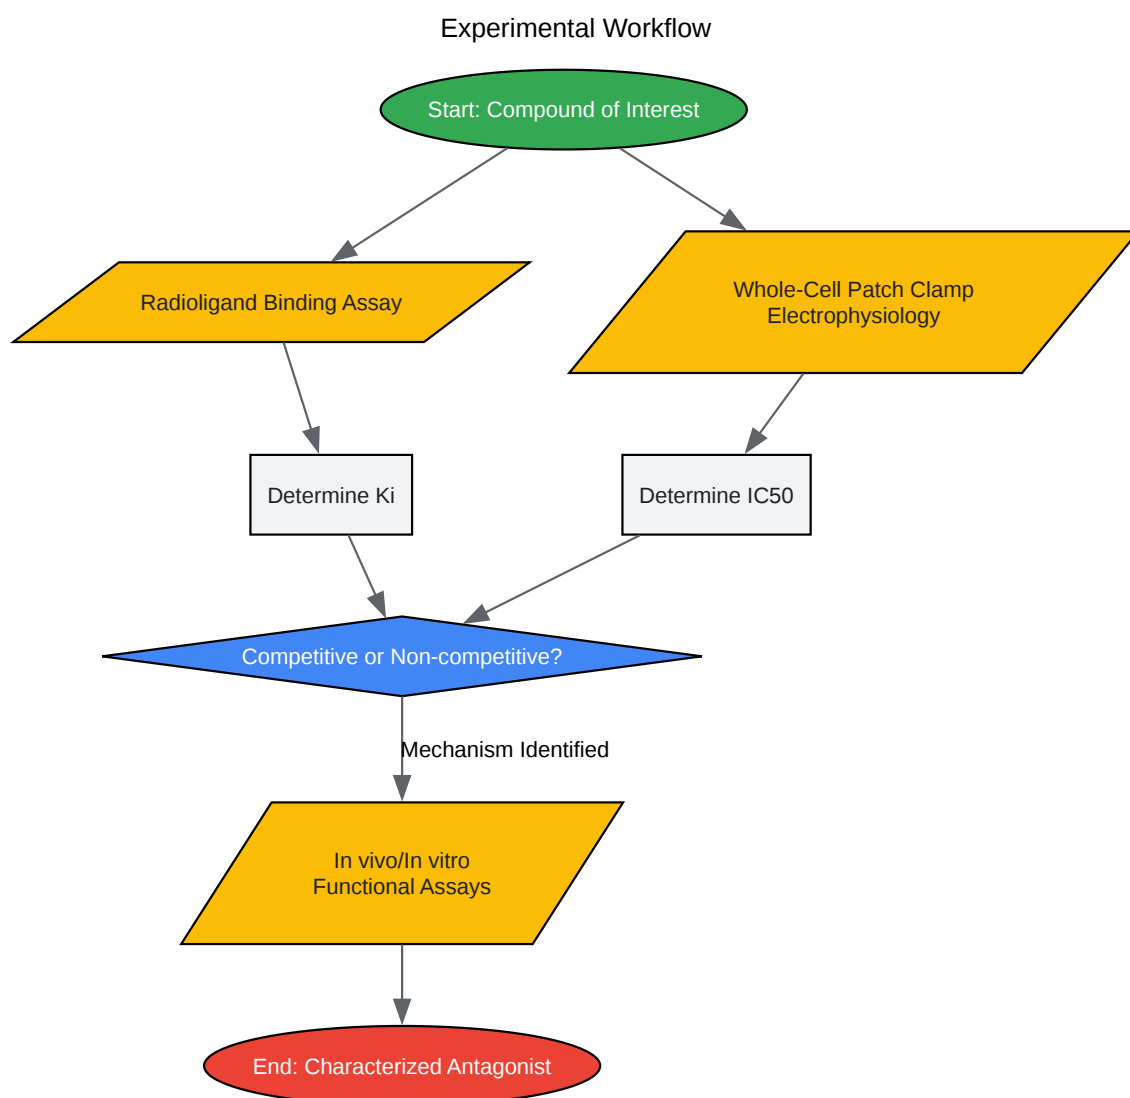 Experimental Workflow
Start: Compound of Interest
Radioligand Binding Assay
Whole-Cell Patch Clamp
Electrophysiology
Determine Ki
Determine IC50
Competitive or Non-competitive?
Mechanism Identified
In vivo/In vitro
Functional Assays
End: Characterized Antagonist